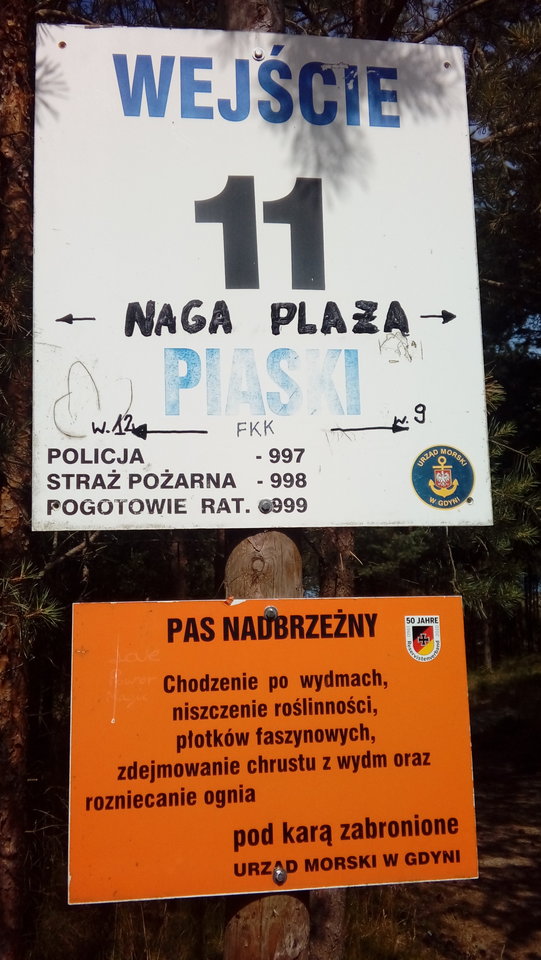 WEJŚCIE
11
← NAGA PLAŻA →
PIASKI
w. 12 ← FKK → w. 9
POLICJA - 997
STRAŻ POŻARNA - 998
POGOTOWIE RAT. - 999
URZĄD MORSKI
W GDYNI
PAS NADBRZEŻNY
50 JAHRE
Reservistenverband
Chodzenie po wydmach,
niszczenie roślinności,
płotków faszynowych,
zdejmowanie chrustu z wydm oraz
rozniecanie ognia
pod karą zabronione
URZĄD MORSKI W GDYNI